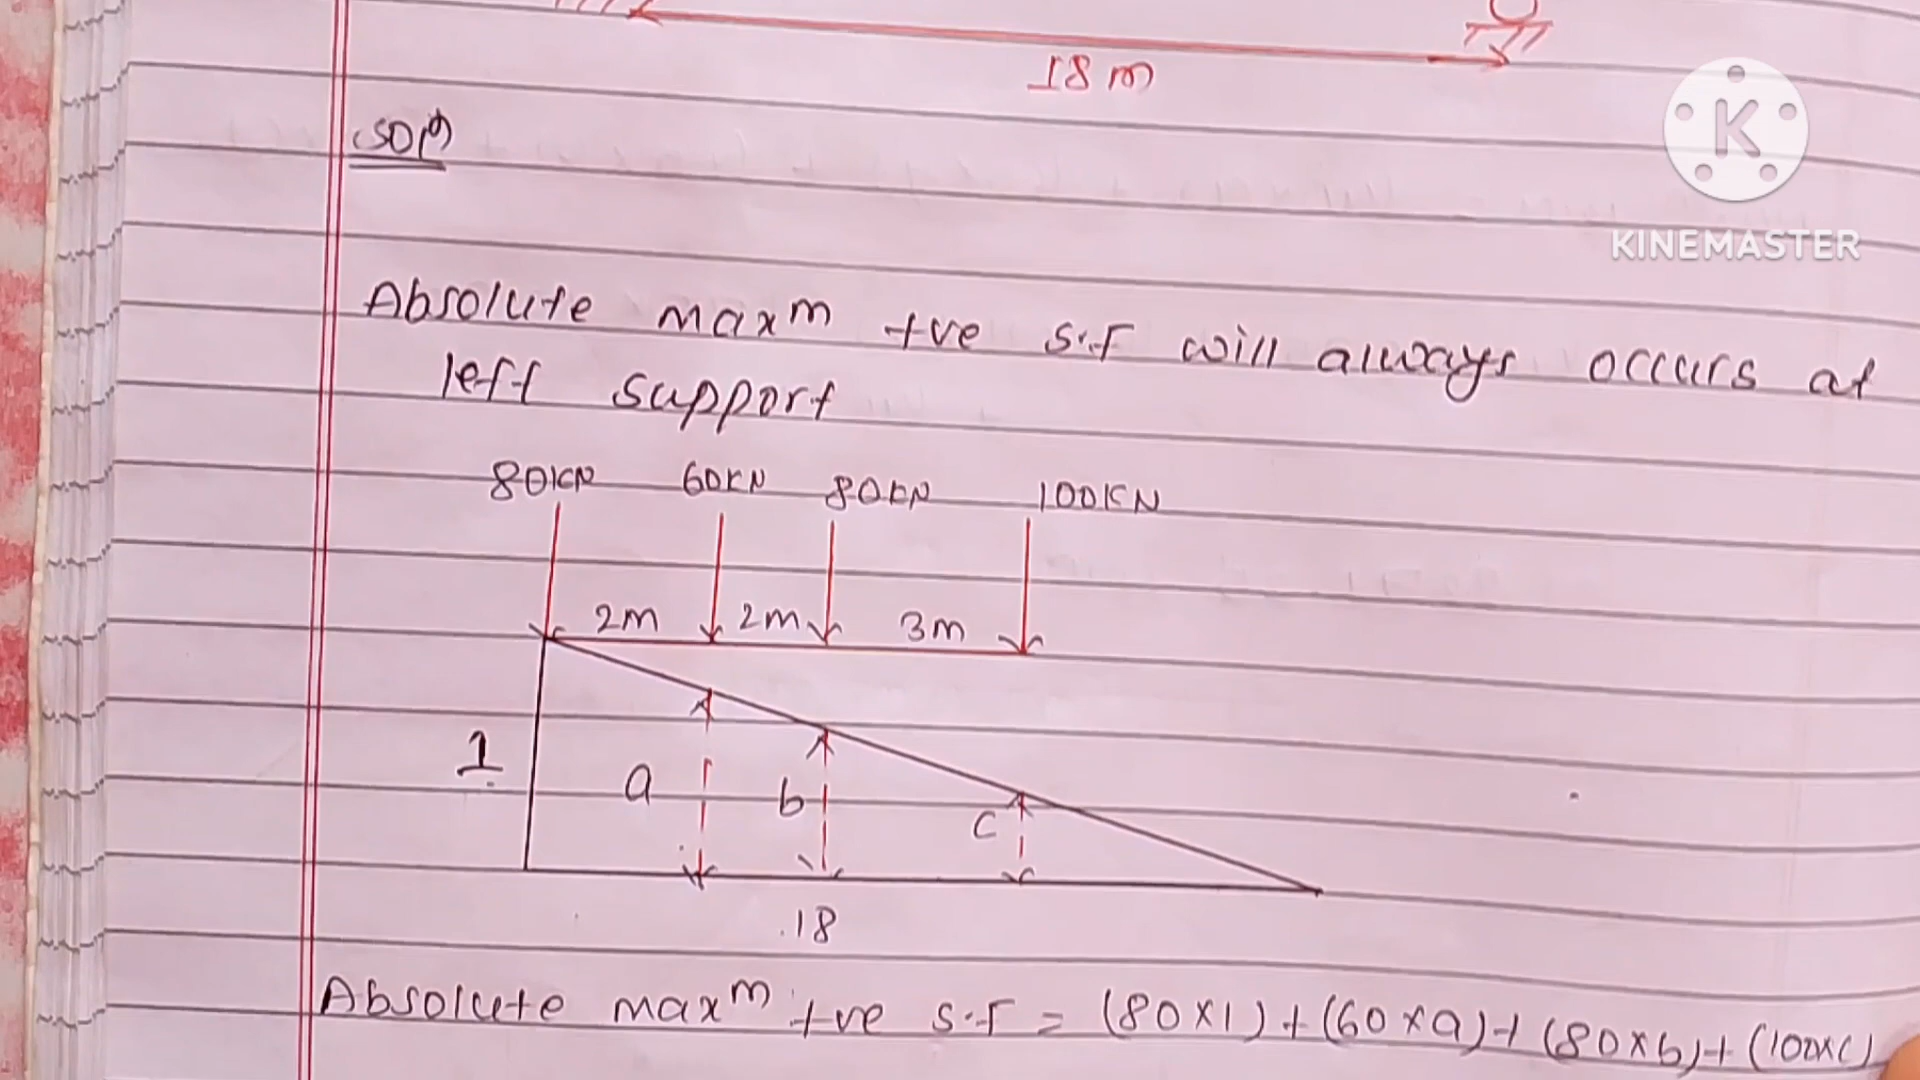 18 m
K
KINEMASTER
Soln
Absolute maxm +ve S.F will always occurs at
left support
80KN 60KN 80KN 100KN
2m 2m 3m
1 a b c
18
Absolute maxm +ve S.F = (80×1)+(60×a)+(80×b)+(100×c)